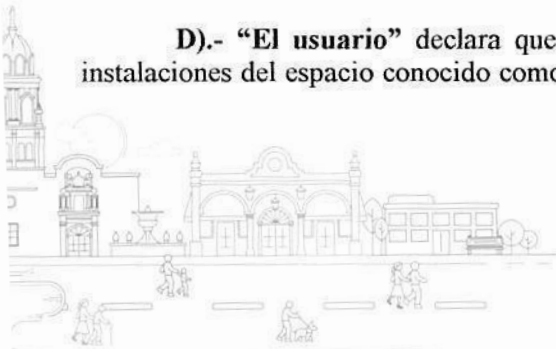 D).- “El usuario” declara que
instalaciones del espacio conocido como